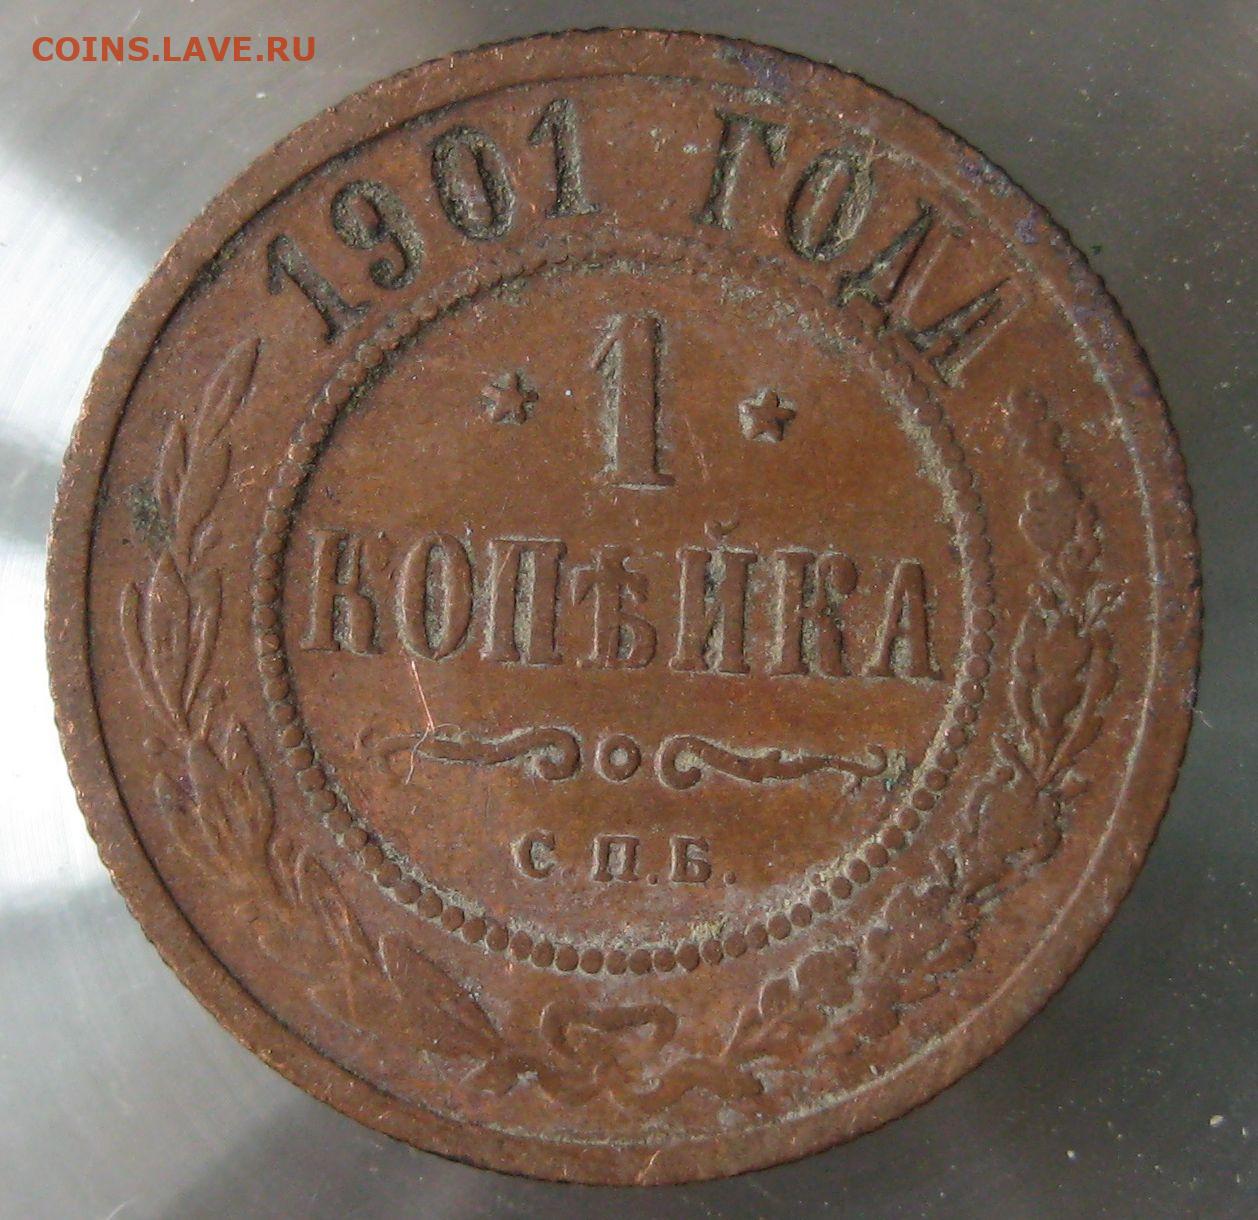 COINS.LAVE.RU
1901 ГОДА
* 1 *
КОПѢЙКА
С.П.Б.